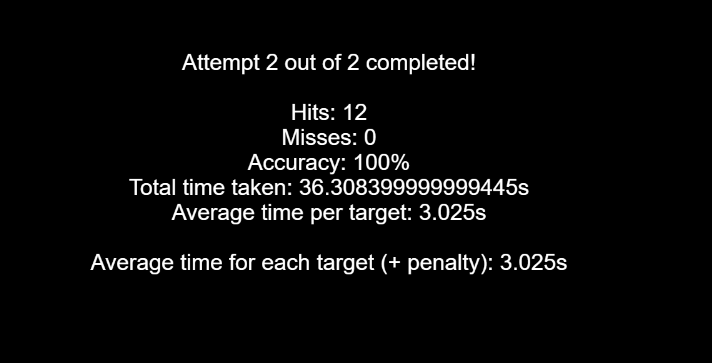 Attempt 2 out of 2 completed!
Hits: 12
Misses: 0
Accuracy: 100%
Total time taken: 36.308399999999445s
Average time per target: 3.025s
Average time for each target (+ penalty): 3.025s